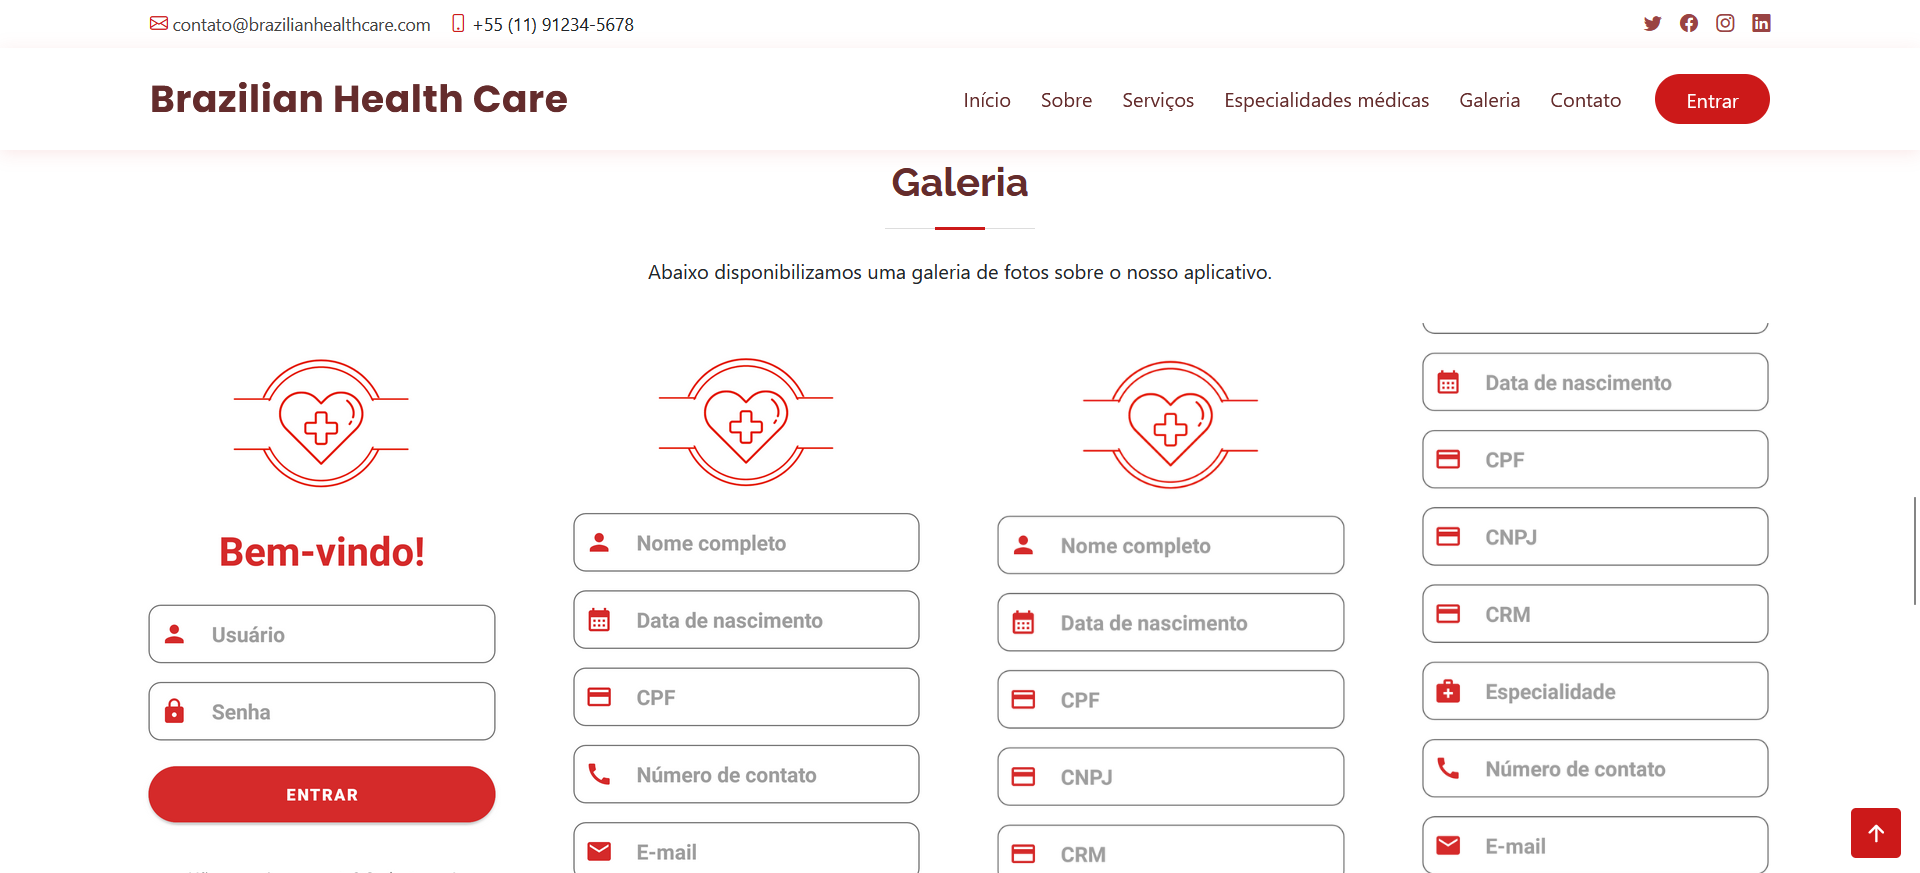 contato@brazilianhealthcare.com +55 (11) 91234-5678
Brazilian Health Care
Início Sobre Serviços Especialidades médicas Galeria Contato Entrar
Galeria
Abaixo disponibilizamos uma galeria de fotos sobre o nosso aplicativo.
Bem-vindo!
Usuário
Senha
ENTRAR
Nome completo
Data de nascimento
CPF
Número de contato
E-mail
Nome completo
Data de nascimento
CPF
CNPJ
CRM
Data de nascimento
CPF
CNPJ
CRM
Especialidade
Número de contato
E-mail